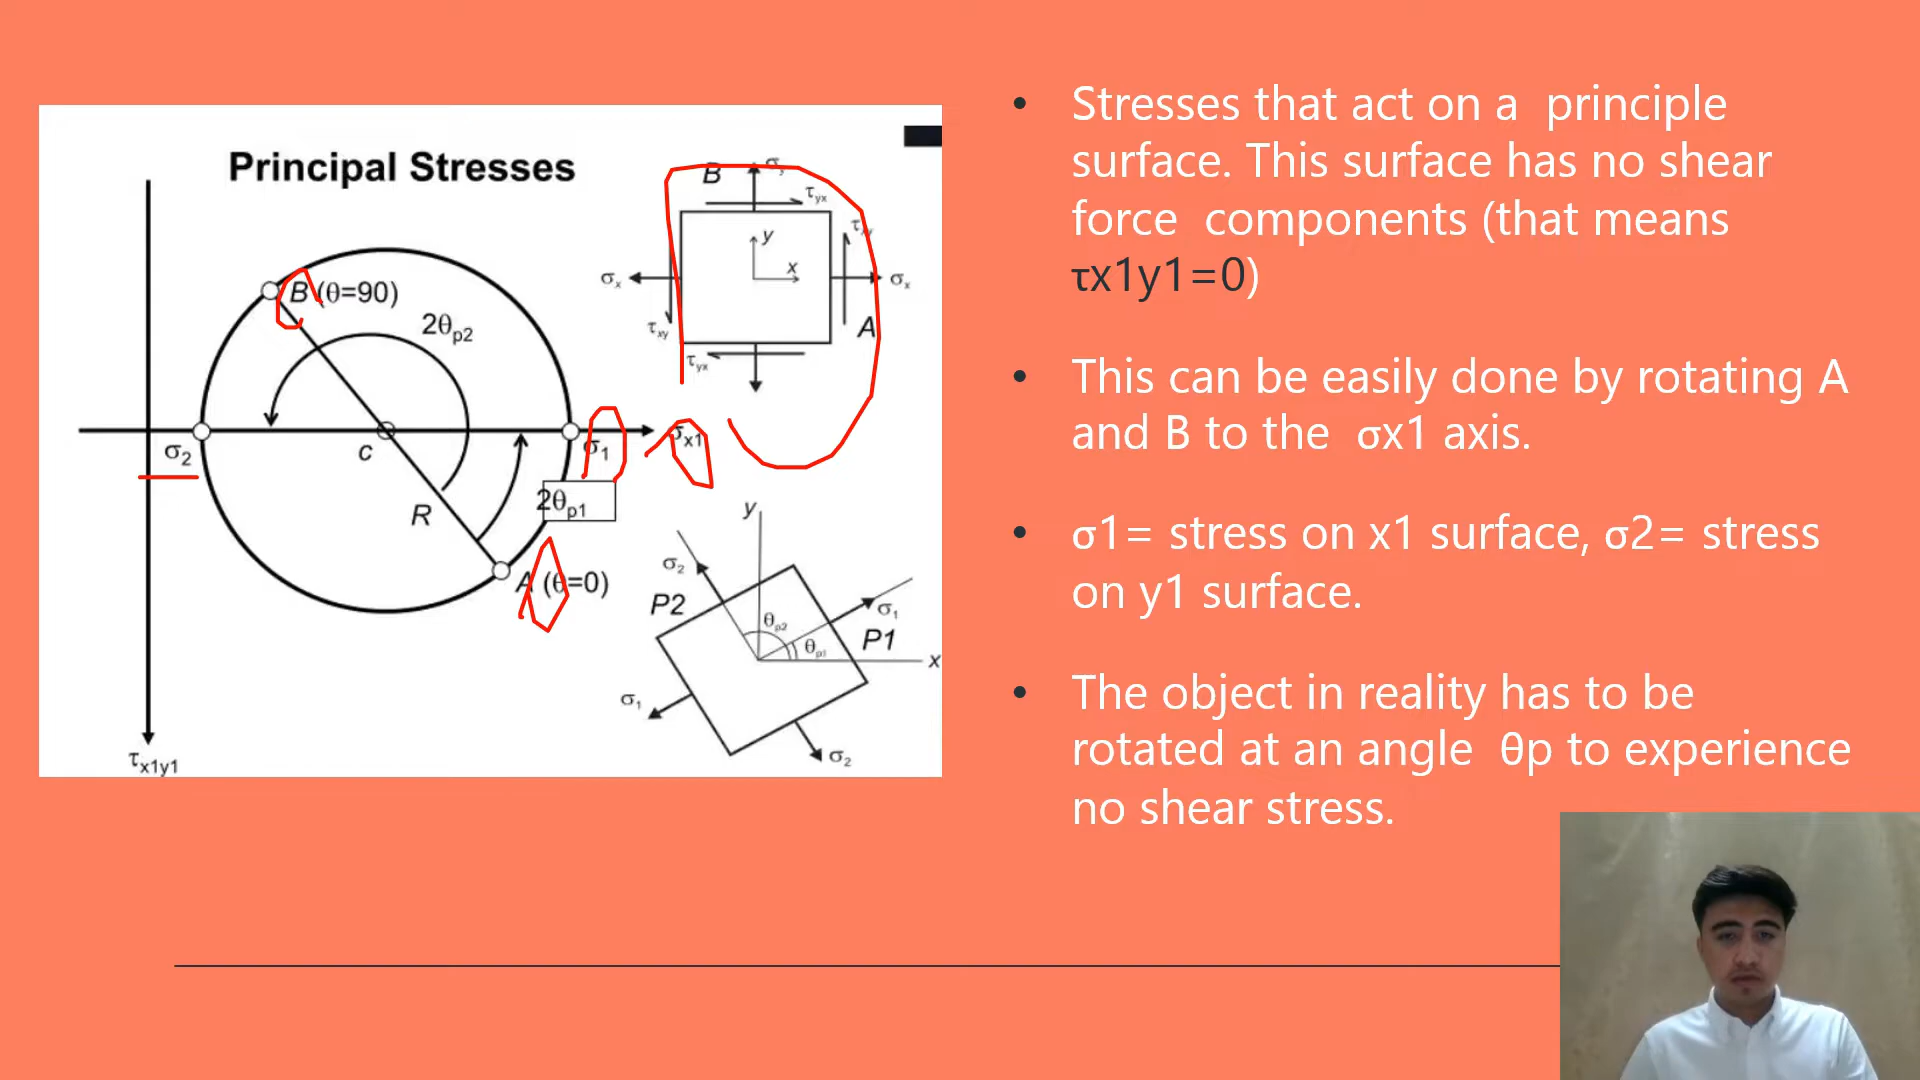 Principal Stresses
B (θ=90)
2θp2
σ2
c
σ1
σx1
2θp1
R
A (θ=0)
τx1y1
B
τyx
y
x
σx
σx
τxy
A
τyx
y
σ2
P2
θp2
σ1
θp1
P1
x
σ1
σ2
• Stresses that act on a principle
surface. This surface has no shear
force components (that means
τx1y1=0)
• This can be easily done by rotating A
and B to the σx1 axis.
• σ1= stress on x1 surface, σ2= stress
on y1 surface.
• The object in reality has to be
rotated at an angle θp to experience
no shear stress.